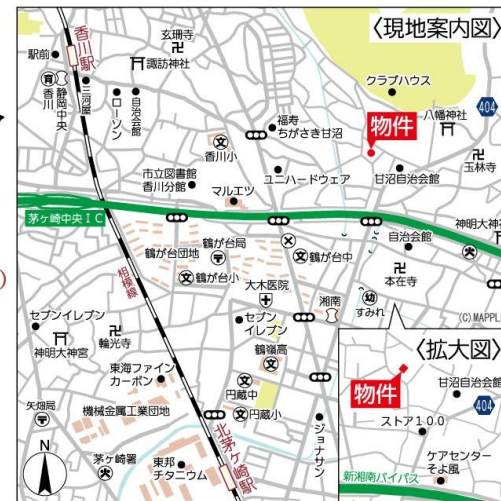 〈現地案内図〉
香川駅
駅前
玄珊寺
諏訪神社
香川
静岡
中央
三河屋
ローソン
自治会館
クラブハウス
404
八幡神社
物件
福寿
ちがさき甘沼
香川小
玉林寺
市立図書館
香川分館
ユニハードウェア
甘沼自治会館
マルエツ
茅ヶ崎中央IC
神明大神
自治会館
鶴が台団地
鶴が台局
鶴が台中
鶴が台小
本在寺
相模線
大木医院
湘南
すみれ
セブンイレブン
セブン
イレブン
(C)MAPPLE
神明大神宮
輪光寺
鶴嶺高
〈拡大図〉
東海ファイン
カーボン
物件
甘沼自治会館
404
円蔵中
円蔵小
矢畑局
機械金属工業団地
ストア100
ジョナサン
N
茅ヶ崎署
東邦
チタニウム
北茅ヶ崎駅
ケアセンター
そよ風
新湘南バイパス